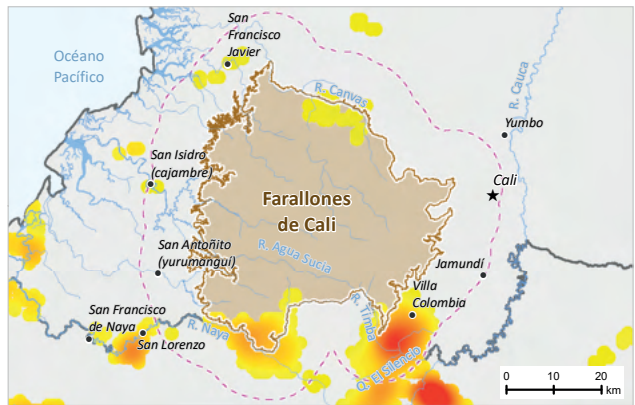 San
Francisco
Javier
Océano
Pacífico
R. Canvas
R. Cauca
Yumbo
San Isidro
(cajambre)
Cali
Farallones
de Cali
San Antoñito
(yurumanguí)
R. Agua Sucia
Jamundí
Villa
Colombia
R. Timba
San Francisco
de Naya
R. Naya
San Lorenzo
Q. El Silencio
0 10 20
km